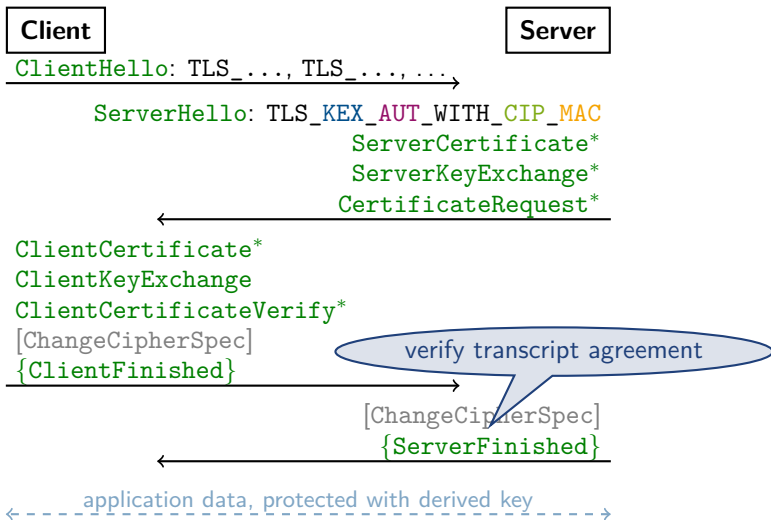 Client Server
ClientHello: TLS_..., TLS_..., ...
ServerHello: TLS_KEX_AUT_WITH_CIP_MAC
ServerCertificate*
ServerKeyExchange*
CertificateRequest*
ClientCertificate*
ClientKeyExchange
ClientCertificateVerify*
[ChangeCipherSpec]
{ClientFinished}
verify transcript agreement
[ChangeCipherSpec]
{ServerFinished}
application data, protected with derived key